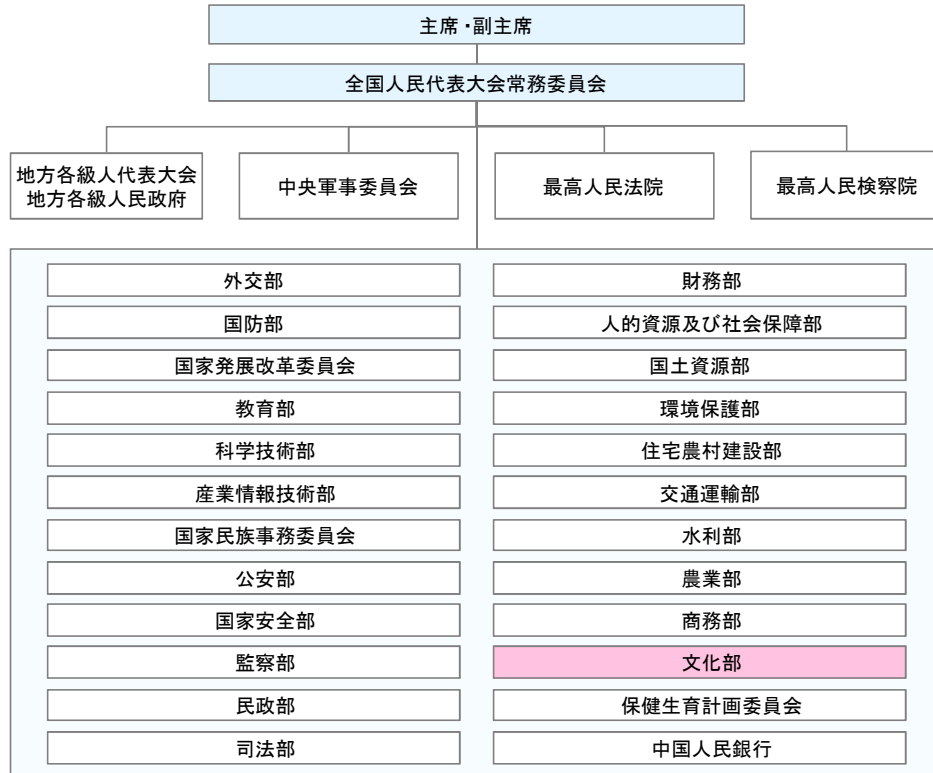 主席・副主席
全国人民代表大会常務委員会
地方各級人代表大会
地方各級人民政府
中央軍事委員会
最高人民法院
最高人民検察院
外交部
財務部
国防部
人的資源及び社会保障部
国家発展改革委員会
国土資源部
教育部
環境保護部
科学技術部
住宅農村建設部
産業情報技術部
交通運輸部
国家民族事務委員会
水利部
公安部
農業部
国家安全部
商務部
監察部
文化部
民政部
保健生育計画委員会
司法部
中国人民銀行